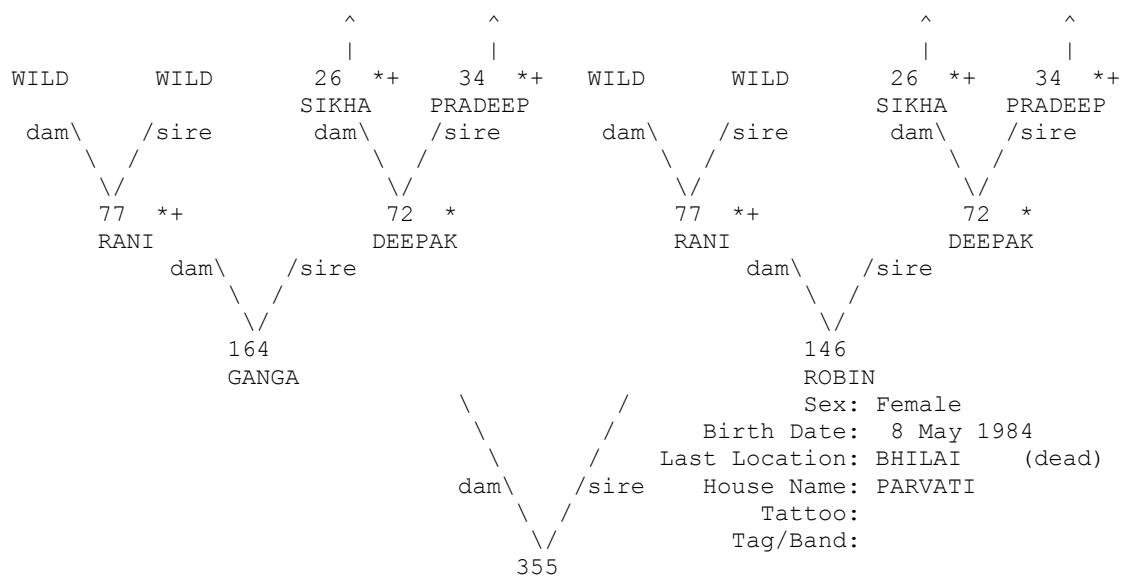 ^ ^ ^ ^
| | | |
WILD WILD 26 *+ 34 *+ WILD WILD 26 *+ 34 *+
SIKHA PRADEEP SIKHA PRADEEP
dam\ /sire dam\ /sire dam\ /sire dam\ /sire
\ / \ / \ / \ /
\/ \/ \/ \/
77 *+ 72 * 77 *+ 72 *
RANI DEEPAK RANI DEEPAK
dam\ /sire dam\ /sire
\ / \ /
\/ \/
164 146
GANGA ROBIN
\ / Sex: Female
\ / Birth Date: 8 May 1984
\ / Last Location: BHILAI (dead)
dam\ /sire House Name: PARVATI
\ / Tattoo:
\/ Tag/Band:
355